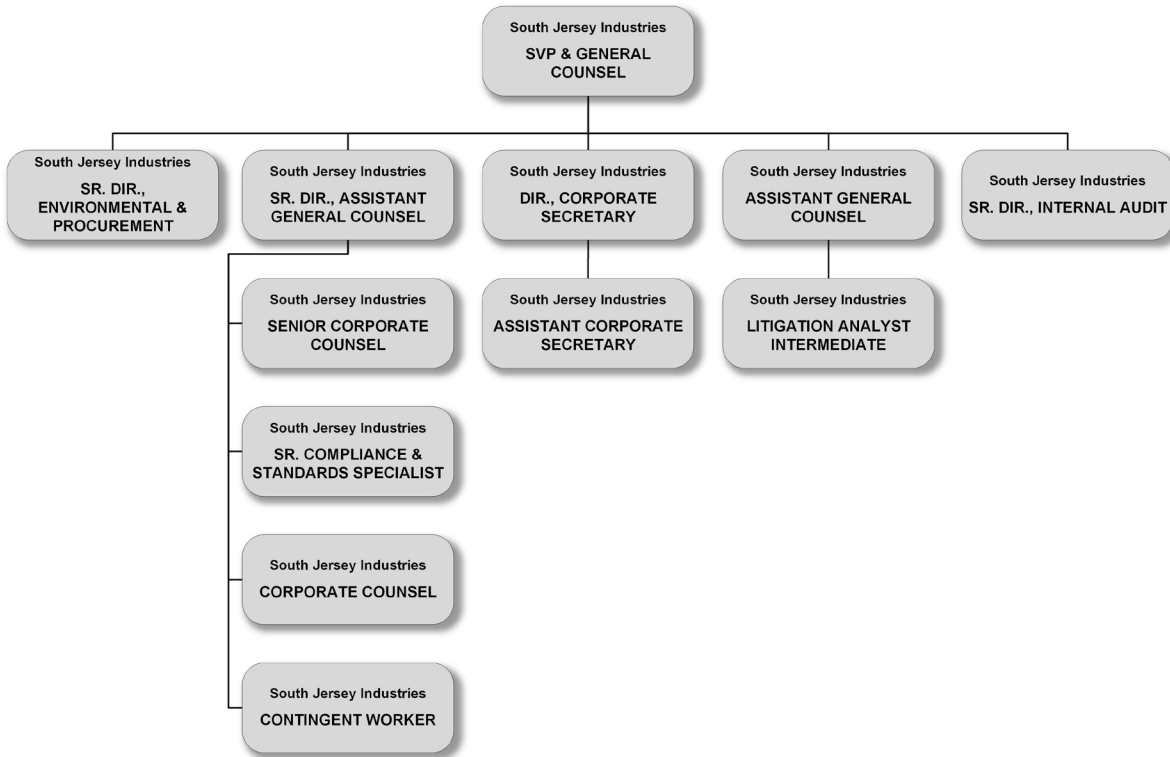 South Jersey Industries
SVP & GENERAL
COUNSEL
South Jersey Industries
SR. DIR.,
ENVIRONMENTAL &
PROCUREMENT
South Jersey Industries
SR. DIR., ASSISTANT
GENERAL COUNSEL
South Jersey Industries
DIR., CORPORATE
SECRETARY
South Jersey Industries
ASSISTANT GENERAL
COUNSEL
South Jersey Industries
SR. DIR., INTERNAL AUDIT
South Jersey Industries
SENIOR CORPORATE
COUNSEL
South Jersey Industries
ASSISTANT CORPORATE
SECRETARY
South Jersey Industries
LITIGATION ANALYST
INTERMEDIATE
South Jersey Industries
SR. COMPLIANCE &
STANDARDS SPECIALIST
South Jersey Industries
CORPORATE COUNSEL
South Jersey Industries
CONTINGENT WORKER